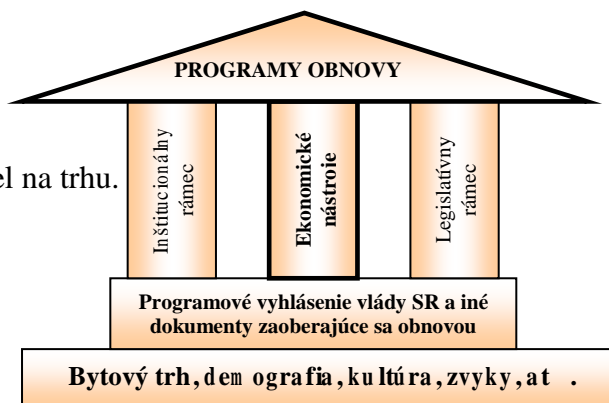 PROGRAMY OBNOVY
el na trhu.
Inštitucionálny
rámec
Ekonomické
nástroie
Legislatívny
rámec
Programové vyhlásenie vlády SR a iné
dokumenty zaoberajúce sa obnovou
Bytový trh, demografia, kultúra, zvyky, at .